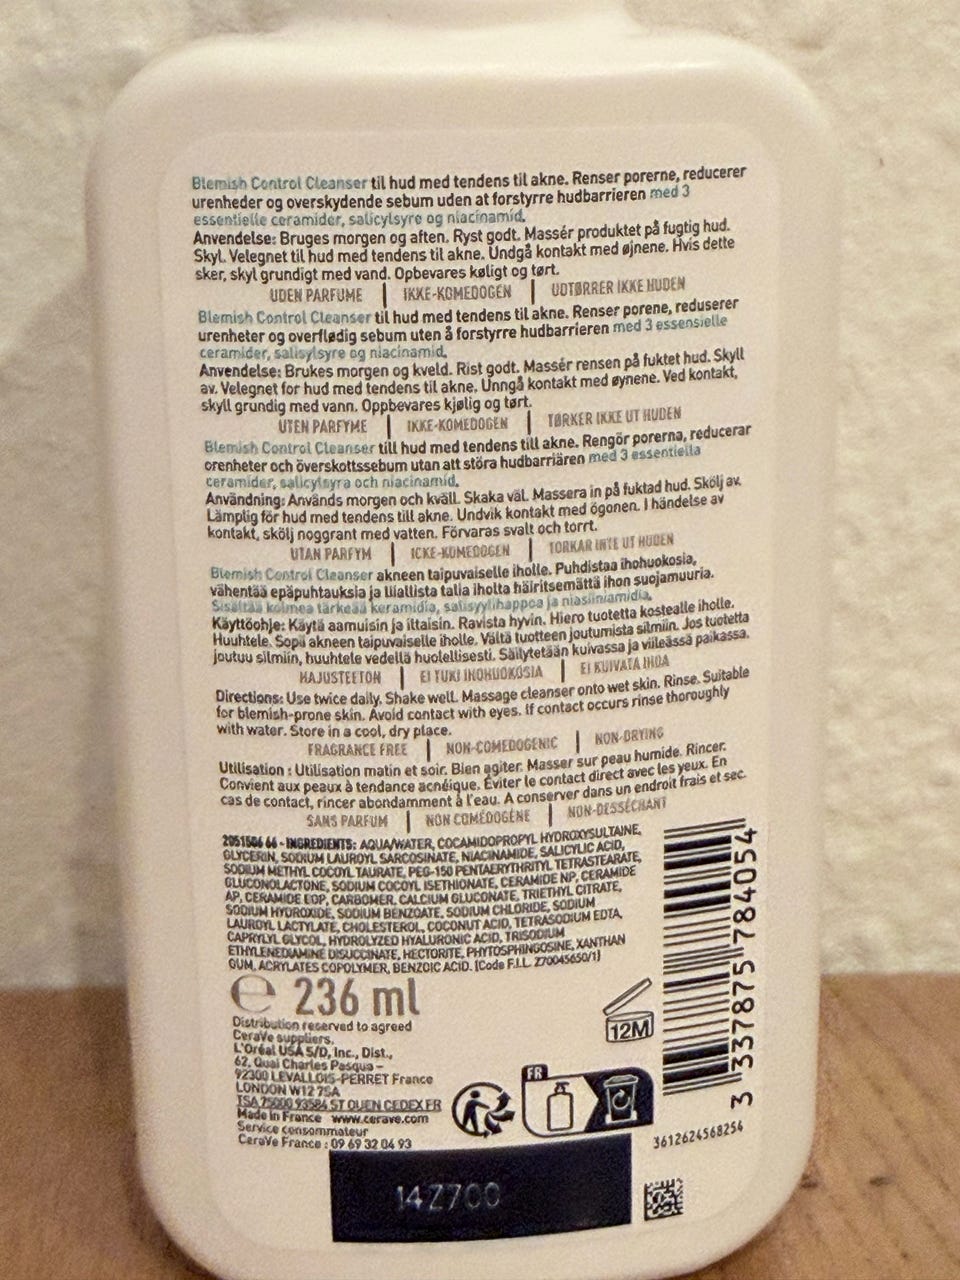 Blemish Control Cleanser til hud med tendens til akne. Renser porerne, reducerer
urenheder og overskydende sebum uden at forstyrre hudbarrieren med 3
essentielle ceramider, salicylsyre og niacinamid.
Anvendelse: Bruges morgen og aften. Ryst godt. Massér produktet på fugtig hud.
Skyl. Velegnet til hud med tendens til akne. Undgå kontakt med øjnene. Hvis dette
sker, skyl grundigt med vand. Opbevares køligt og tørt.
UDEN PARFUME | IKKE-KOMEDOGEN | UDTØRRER IKKE HUDEN
Blemish Control Cleanser til hud med tendens til akne. Renser porene, reduserer
urenheter og overflødig sebum uten å forstyrre hudbarrieren med 3 essensielle
ceramider, salisylsyre og niacinamid.
Anvendelse: Brukes morgen og kveld. Rist godt. Massér rensen på fuktet hud. Skyll
av. Velegnet for hud med tendens til akne. Unngå kontakt med øynene. Ved kontakt,
skyll grundig med vann. Oppbevares kjølig og tørt.
UTEN PARFYME | IKKE-KOMEDOGEN | TØRKER IKKE UT HUDEN
Blemish Control Cleanser till hud med tendens till akne. Rengör porerna, reducerar
orenheter och överskottssebum utan att störa hudbarriären med 3 essentiella
ceramider, salicylsyra och niacinamid.
Användning: Används morgon och kväll. Skaka väl. Massera in på fuktad hud. Skölj av.
Lämplig för hud med tendens till akne. Undvik kontakt med ögonen. I händelse av
kontakt, skölj noggrant med vatten. Förvaras svalt och torrt.
UTAN PARFYM | ICKE-KOMEDOGEN | TORKAR INTE UT HUDEN
Blemish Control Cleanser akneen taipuvaiselle iholle. Puhdistaa ihohuokosia,
vähentää epäpuhtauksia ja liiallista talia iholta häiritsemättä ihon suojamuuria.
Sisältää kolmea tärkeää keramidia, salisyylihappoa ja niasiiniamidia.
Käyttöohje: Käytä aamuisin ja iltaisin. Ravista hyvin. Hiero tuotetta kostealle iholle.
Huuhtele. Sopii akneen taipuvaiselle iholle. Vältä tuotteen joutumista silmiin. Jos tuotetta
joutuu silmiin, huuhtele vedellä huolellisesti. Säilytetään kuivassa ja viileässä paikassa.
HAJUSTEETON | EI TUKI IHOHUOKOSIA | EI KUIVATA IHOA
Directions: Use twice daily. Shake well. Massage cleanser onto wet skin. Rinse. Suitable
for blemish-prone skin. Avoid contact with eyes. If contact occurs rinse thoroughly
with water. Store in a cool, dry place.
FRAGRANCE FREE | NON-COMEDOGENIC | NON-DRYING
Utilisation : Utilisation matin et soir. Bien agiter. Masser sur peau humide. Rincer.
Convient aux peaux à tendance acnéique. Éviter le contact direct avec les yeux. En
cas de contact, rincer abondamment à l'eau. A conserver dans un endroit frais et sec.
SANS PARFUM | NON COMÉDOGÈNE | NON-DESSÉCHANT
2051504 66 - INGREDIENTS: AQUA/WATER, COCAMIDOPROPYL HYDROXYSULTAINE,
GLYCERIN, SODIUM LAUROYL SARCOSINATE, NIACINAMIDE, SALICYLIC ACID,
SODIUM METHYL COCOYL TAURATE, PEG-150 PENTAERYTHRITYL TETRASTEARATE,
GLUCONOLACTONE, SODIUM COCOYL ISETHIONATE, CERAMIDE NP, CERAMIDE
AP, CERAMIDE EOP, CARBOMER, CALCIUM GLUCONATE, TRIETHYL CITRATE,
SODIUM HYDROXIDE, SODIUM BENZOATE, SODIUM CHLORIDE, SODIUM
LAUROYL LACTYLATE, CHOLESTEROL, COCONUT ACID, TETRASODIUM EDTA,
CAPRYLYL GLYCOL, HYDROLYZED HYALURONIC ACID, TRISODIUM
ETHYLENEDIAMINE DISUCCINATE, HECTORITE, PHYTOSPHINGOSINE, XANTHAN
GUM, ACRYLATES COPOLYMER, BENZOIC ACID. (Code F.I.L. Z70045650/1)
e 236 ml
Distribution reserved to agreed
CeraVe suppliers.
L'Oréal USA S/D, Inc., Dist.,
62, Quai Charles Pasqua –
92300 LEVALLOIS-PERRET France
LONDON W12 7SA
TSA 75000 93584 ST OUEN CEDEX FR
Made in France www.cerave.com
Service consommateur
CeraVe France : 09 69 32 04 93
12M
FR
3 337875 784054
3612624568254
14Z700